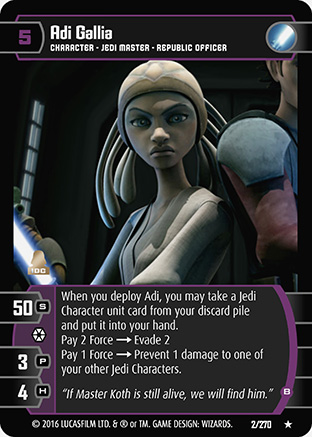 5
Adi Gallia
CHARACTER • JEDI MASTER • REPUBLIC OFFICER
IDC
50 S
When you deploy Adi, you may take a Jedi
Character unit card from your discard pile
and put it into your hand.
Pay 2 Force → Evade 2
3 P
Pay 1 Force → Prevent 1 damage to one of
your other Jedi Characters.
4 H
"If Master Koth is still alive, we will find him."
B
© 2016 LUCASFILM LTD. & ® or TM. GAME DESIGN: WIZARDS.
2/270 ★